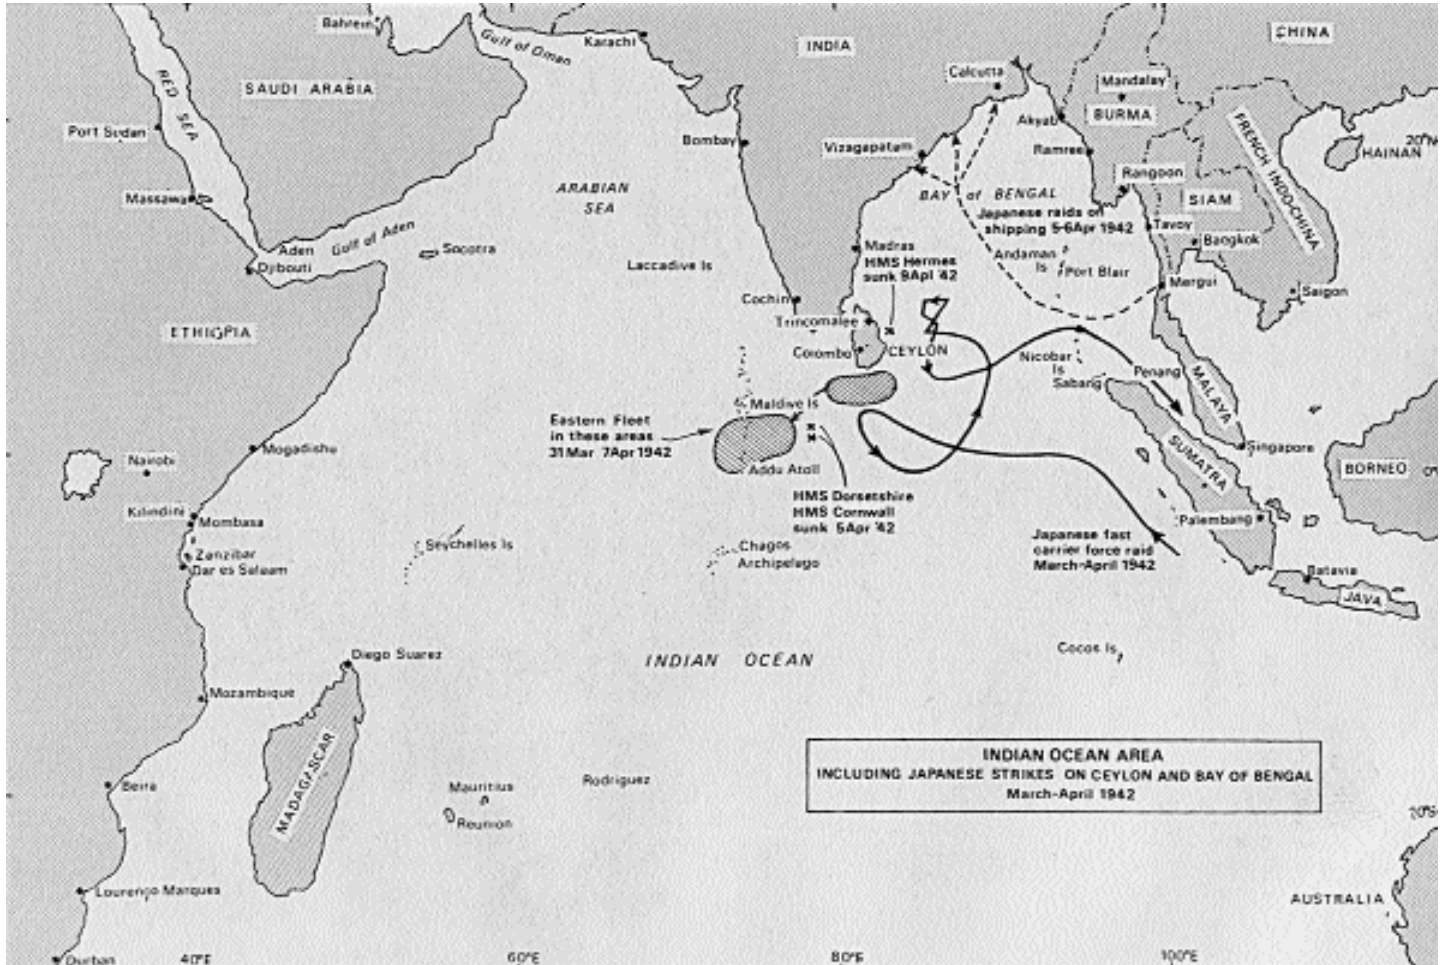 Bahrein
Gulf of Oman
Karachi
INDIA
CHINA
SAUDI ARABIA
RED SEA
Calcutta
Mandalay
BURMA
Port Sudan
Bombay
Vizagapatam
Akyab
Ramree
FRENCH INDO-CHINA
20°N
HAINAN
Massawa
ARABIAN
SEA
BAY of BENGAL
Rangoon
SIAM
Japanese raids on
shipping 5-6Apr 1942
Tavoy
Bangkok
Gulf of Aden
Aden
Djibouti
Socotra
Laccadive Is
Madras
HMS Hermes
sunk 9Apl '42
Andaman
Is
Port Blair
Mergui
Saigon
Cochin
Trincomalee
ETHIOPIA
Colombo
CEYLON
Nicobar
Is
Sabang
Penang
MALAYA
Maldive Is
Eastern Fleet
in these areas
31 Mar 7Apr 1942
Addu Atoll
Mogadishu
Nairobi
Singapore
SUMATRA
BORNEO
0°
HMS Dorsetshire
HMS Cornwall
sunk 5Apr '42
Kilindini
Mombasa
Zanzibar
Dar es Salaam
Seychelles Is
Chagos
Archipelago
Japanese fast
carrier force raid
March-April 1942
Palembang
Batavia
JAVA
Diego Suarez
INDIAN OCEAN
Cocos Is
Mozambique
MADAGASCAR
INDIAN OCEAN AREA
INCLUDING JAPANESE STRIKES ON CEYLON AND BAY OF BENGAL
March-April 1942
Beira
Mauritius
Reunion
Rodriguez
20°S
Lourenço Marques
AUSTRALIA
Durban
40°E
60°E
80°E
100°E